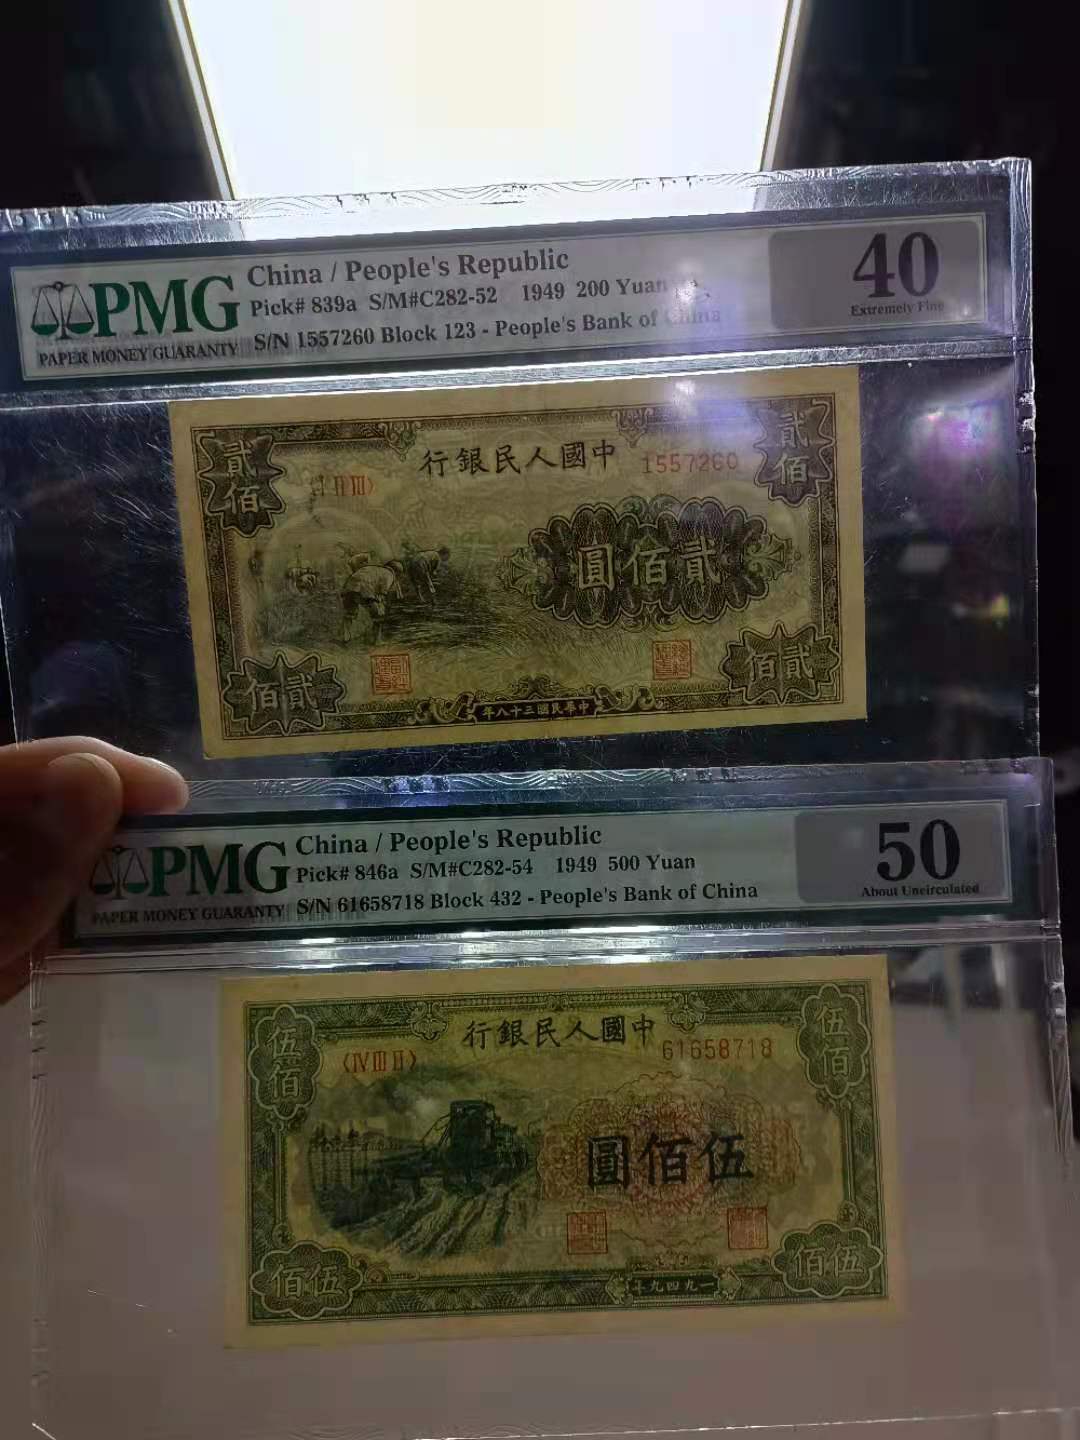 PMG
PAPER MONEY GUARANTY
China / People's Republic
Pick# 839a S/M#C282-52 1949 200 Yuan
S/N 1557260 Block 123 - People's Bank of China
40
Extremely Fine
貳佰
行銀民人國中
1557260
貳佰
〈I II III〉
圓佰貳
佰貳
年八十三國民華中
佰貳
PMG
PAPER MONEY GUARANTY
China / People's Republic
Pick# 846a S/M#C282-54 1949 500 Yuan
S/N 61658718 Block 432 - People's Bank of China
50
About Uncirculated
伍佰
行銀民人國中
61658718
伍佰
〈IV III II〉
圓佰伍
佰伍
年九四九一
佰伍